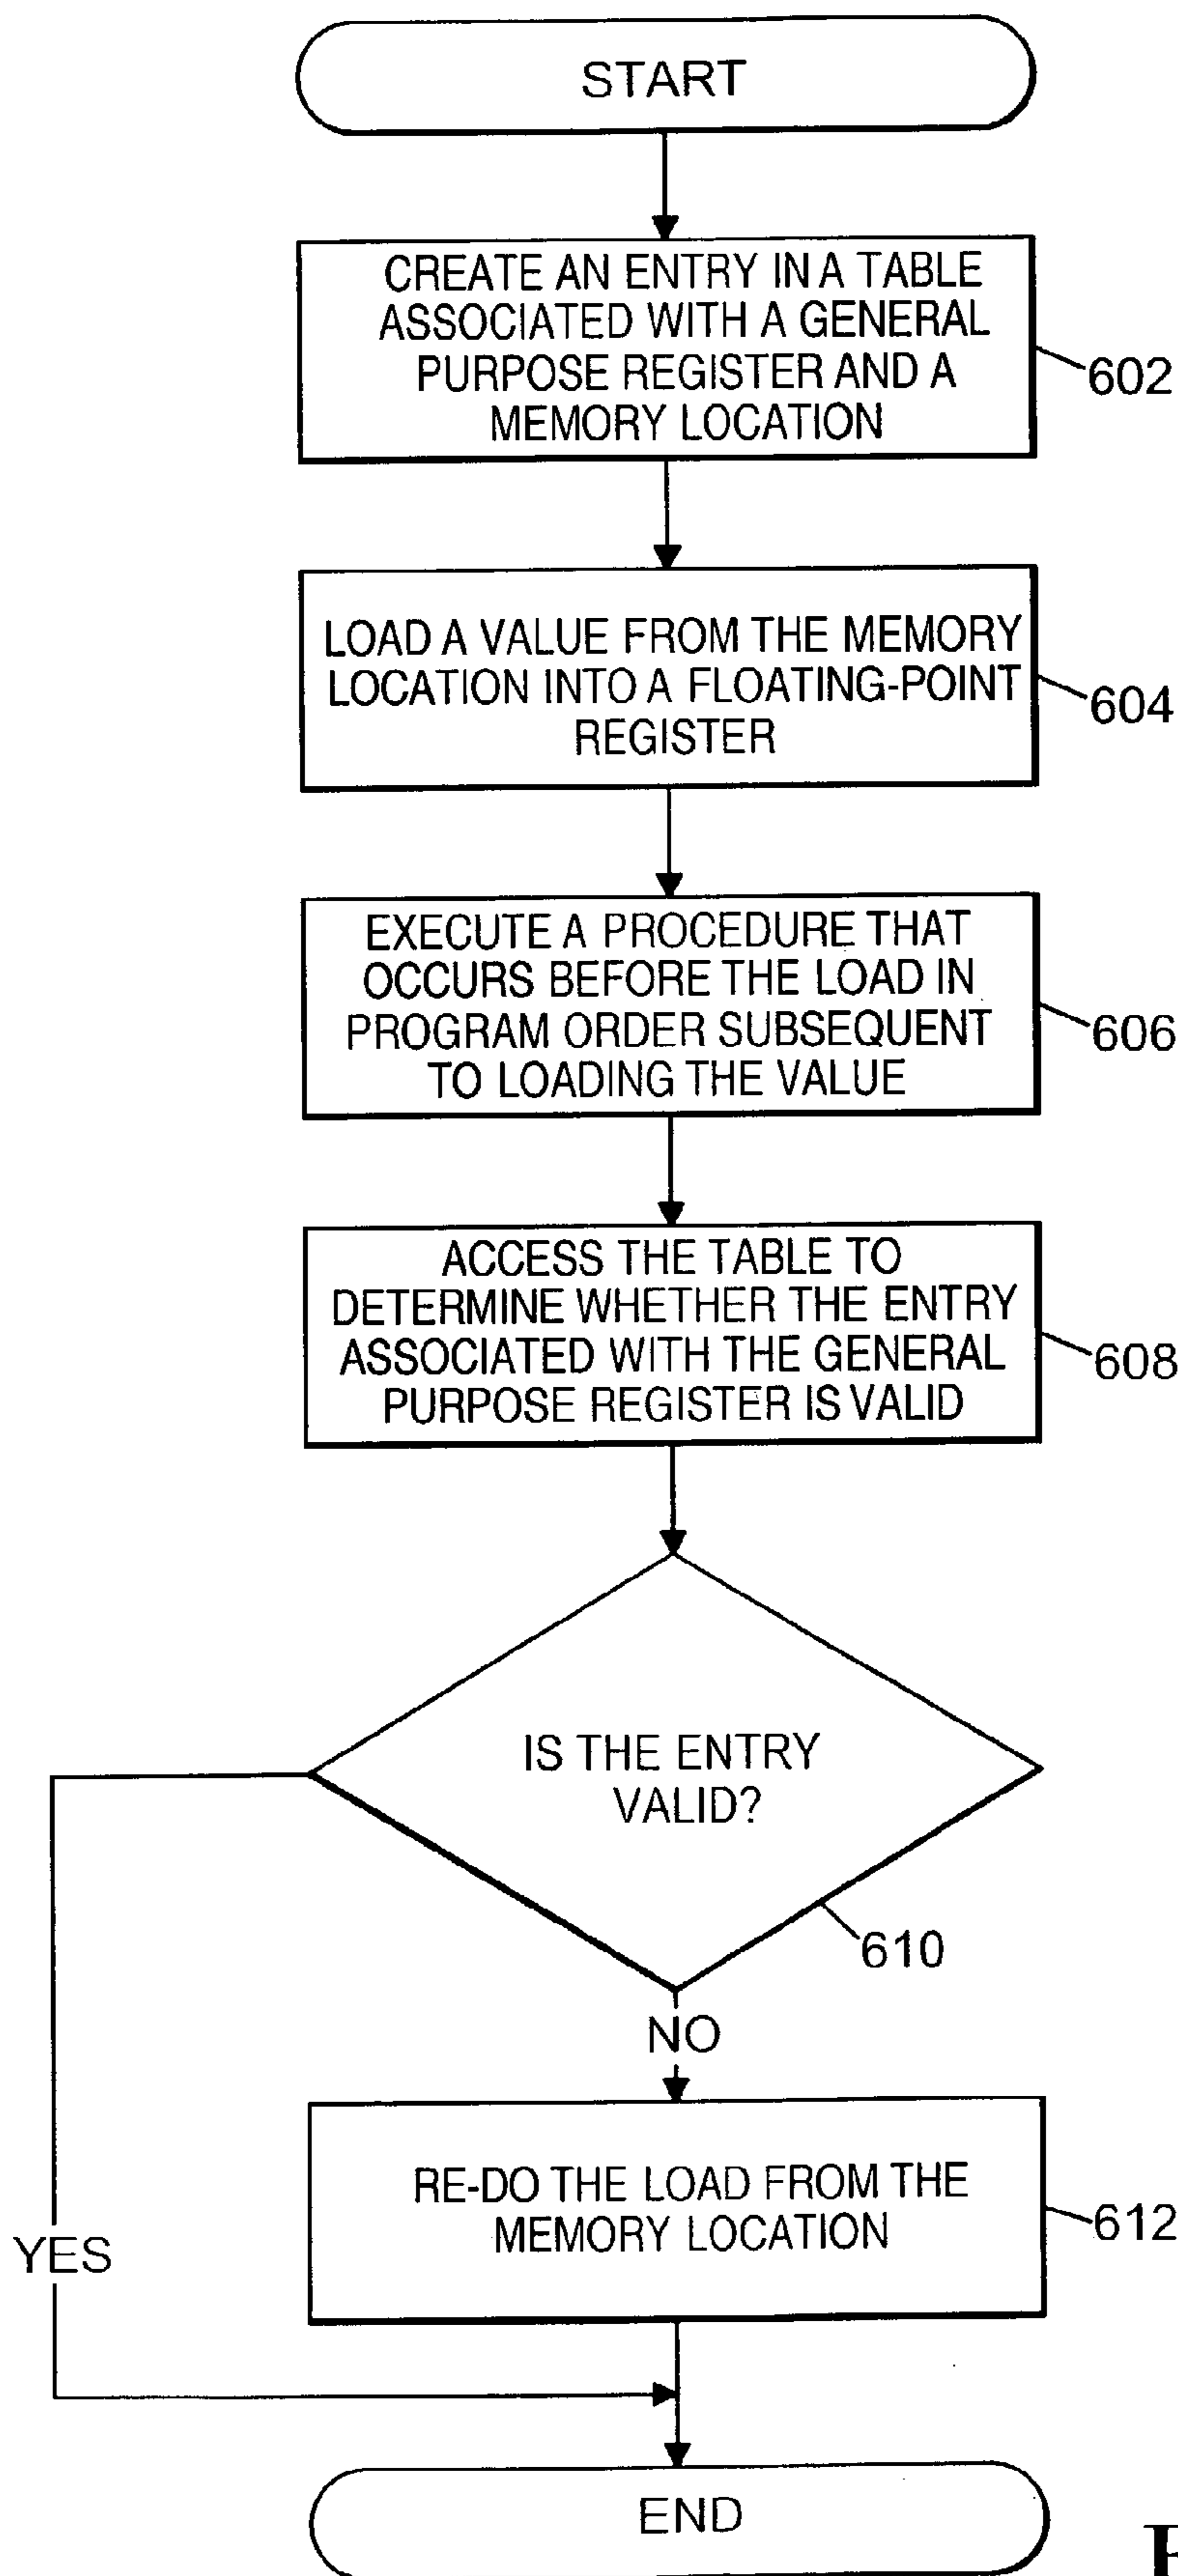 START
CREATE AN ENTRY IN A TABLE
ASSOCIATED WITH A GENERAL
PURPOSE REGISTER AND A
MEMORY LOCATION
602
LOAD A VALUE FROM THE MEMORY
LOCATION INTO A FLOATING-POINT
REGISTER
604
EXECUTE A PROCEDURE THAT
OCCURS BEFORE THE LOAD IN
PROGRAM ORDER SUBSEQUENT
TO LOADING THE VALUE
606
ACCESS THE TABLE TO
DETERMINE WHETHER THE ENTRY
ASSOCIATED WITH THE GENERAL
PURPOSE REGISTER IS VALID
608
IS THE ENTRY
VALID?
610
NO
RE-DO THE LOAD FROM THE
MEMORY LOCATION
612
YES
END